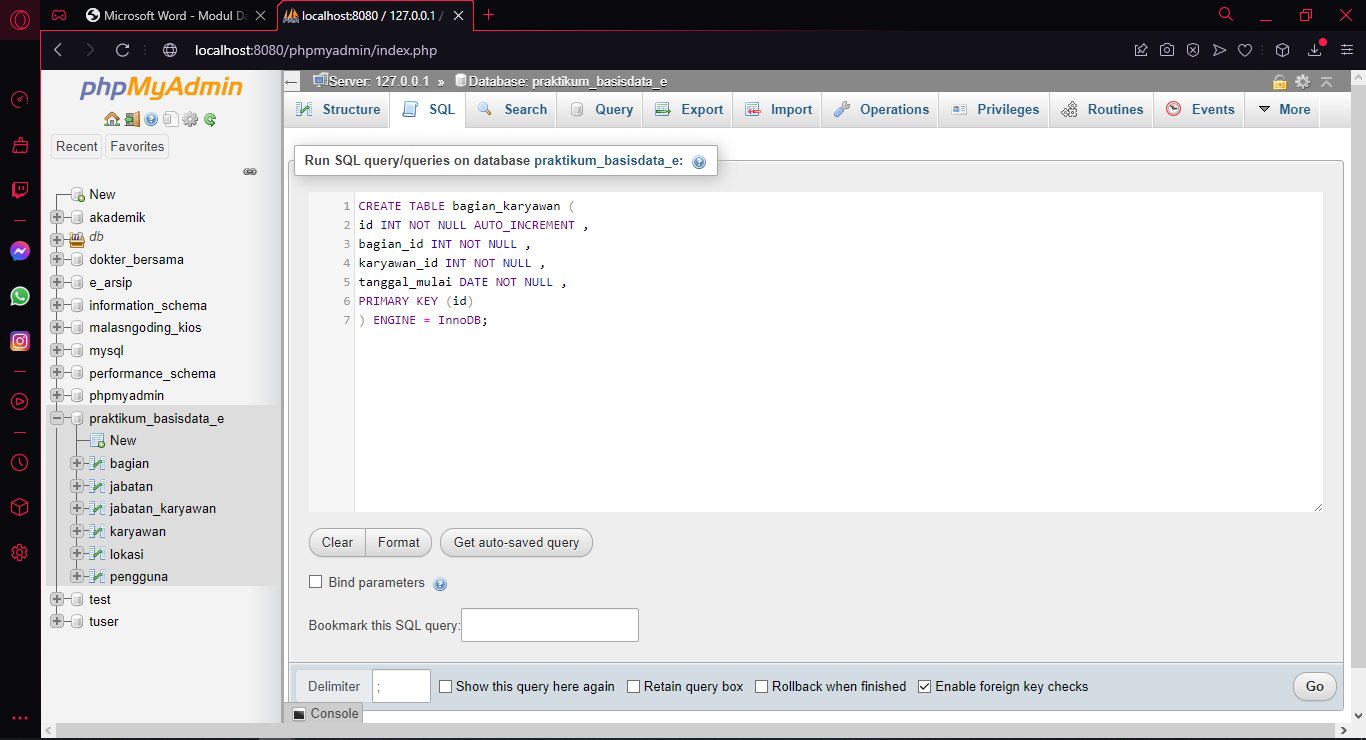 Microsoft Word - Modul Da
localhost:8080 / 127.0.0.1 /
localhost:8080/phpmyadmin/index.php
phpMyAdmin
Recent
Favorites
New
akademik
db
dokter_bersama
e_arsip
information_schema
malasngoding_kios
mysql
performance_schema
phpmyadmin
praktikum_basisdata_e
New
bagian
jabatan
jabatan_karyawan
karyawan
lokasi
pengguna
test
tuser
Server: 127.0.0.1 » Database: praktikum_basisdata_e
Structure SQL Search Query Export Import Operations Privileges Routines Events More
Run SQL query/queries on database praktikum_basisdata_e:
1 CREATE TABLE bagian_karyawan (
2 id INT NOT NULL AUTO_INCREMENT ,
3 bagian_id INT NOT NULL ,
4 karyawan_id INT NOT NULL ,
5 tanggal_mulai DATE NOT NULL ,
6 PRIMARY KEY (id)
7 ) ENGINE = InnoDB;
Clear Format Get auto-saved query
Bind parameters
Bookmark this SQL query:
Delimiter ; Show this query here again Retain query box Rollback when finished Enable foreign key checks Go
Console